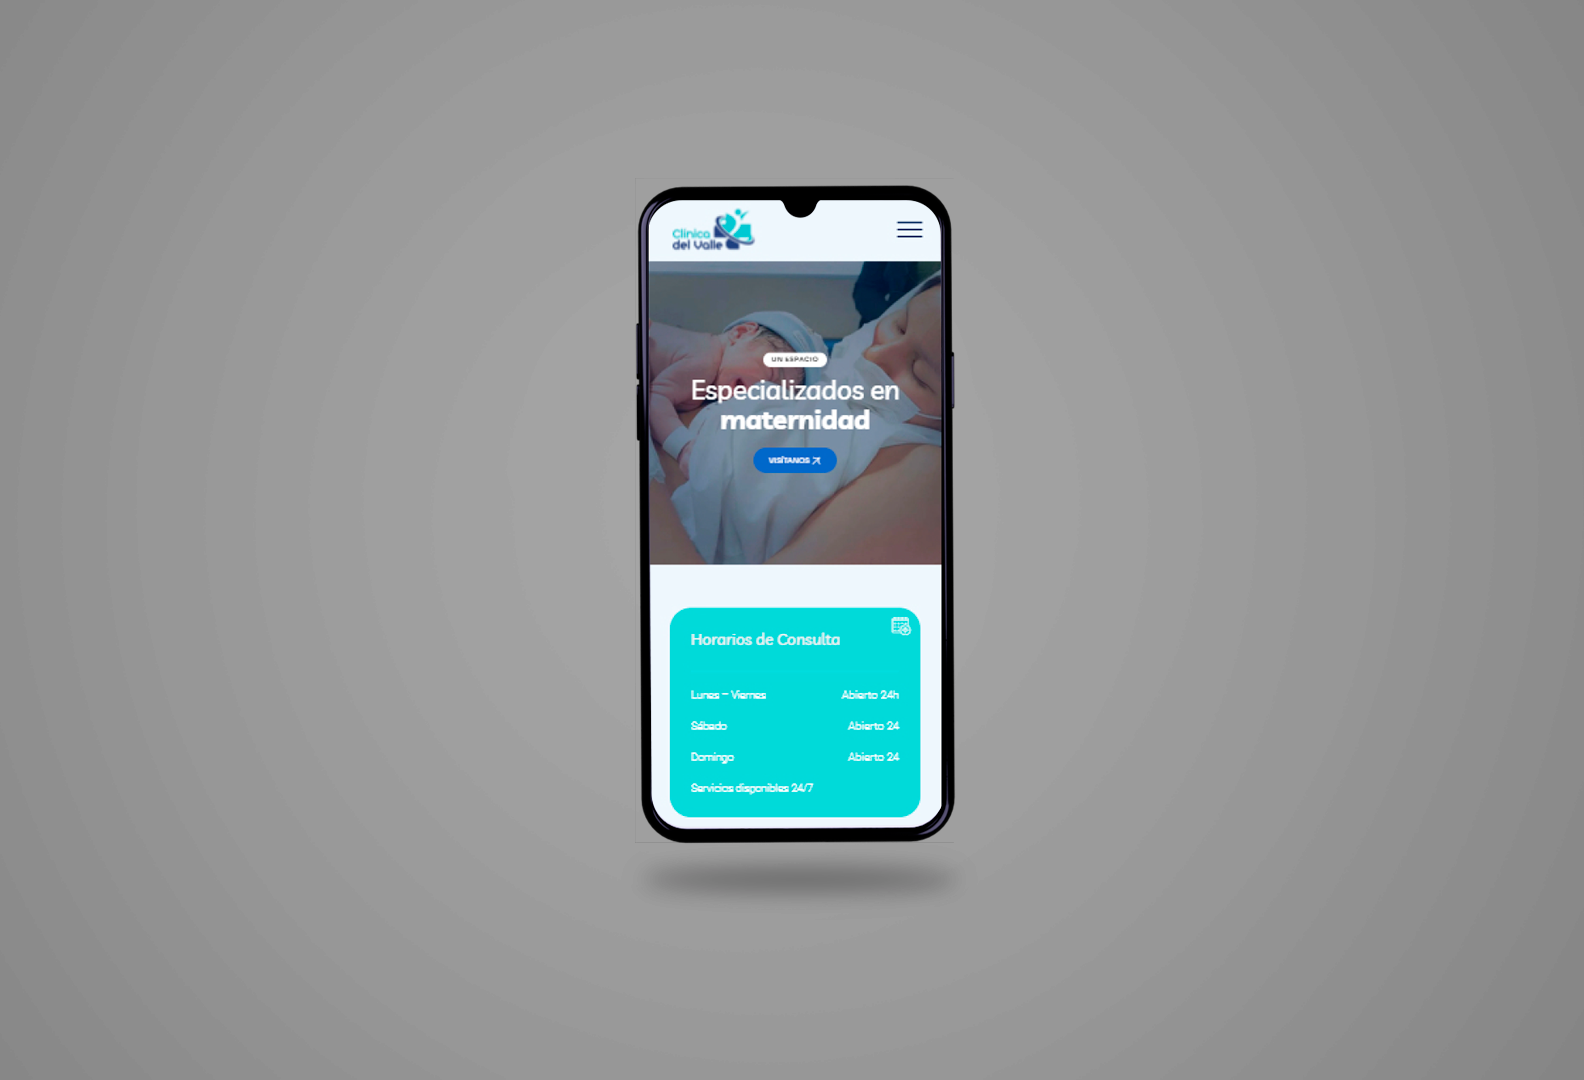 Clínica
del Valle
UN ESPACIO
Especializados en
maternidad
VISÍTANOS
Horarios de Consulta
Lunes – Viernes Abierto 24h
Sábado Abierto 24
Domingo Abierto 24
Servicios disponibles 24/7